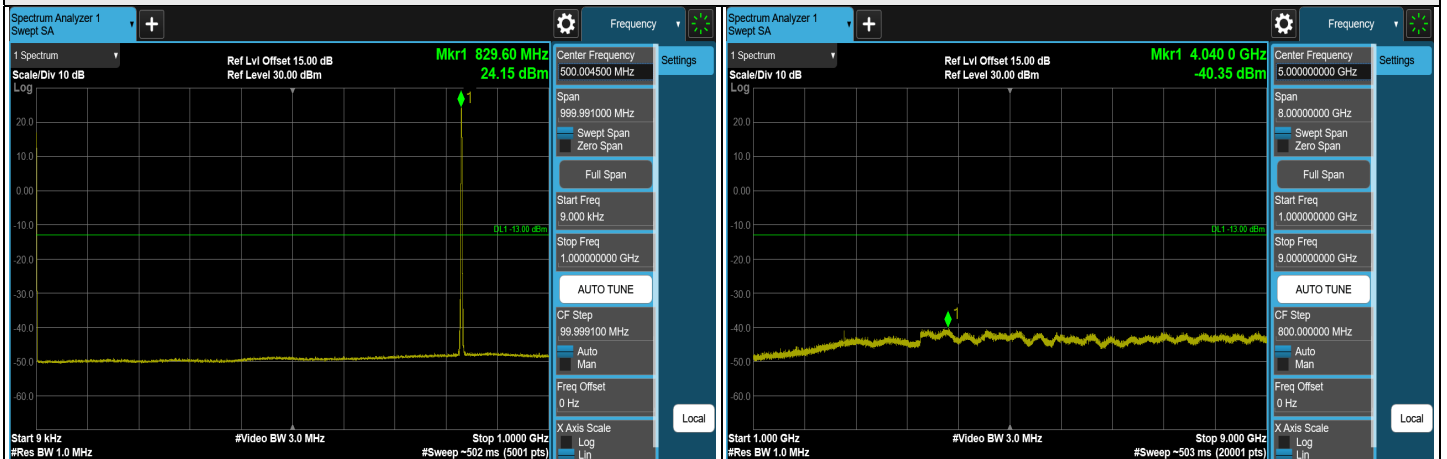 Spectrum Analyzer 1
Swept SA
+
Frequency
1 Spectrum
Scale/Div 10 dB
Log
Ref Lvl Offset 15.00 dB
Ref Level 30.00 dBm
Mkr1 829.60 MHz
24.15 dBm
1
20.0
10.0
0.00
-10.0
-20.0
-30.0
-40.0
-50.0
-60.0
DL1 -13.00 dBm
Start 9 kHz
#Res BW 1.0 MHz
#Video BW 3.0 MHz
Stop 1.0000 GHz
#Sweep ~502 ms (5001 pts)
Center Frequency
500.004500 MHz
Span
999.991000 MHz
Swept Span
Zero Span
Full Span
Start Freq
9.000 kHz
Stop Freq
1.000000000 GHz
AUTO TUNE
CF Step
99.999100 MHz
Auto
Man
Freq Offset
0 Hz
X Axis Scale
Log
Lin
Settings
Local
Spectrum Analyzer 1
Swept SA
+
Frequency
1 Spectrum
Scale/Div 10 dB
Log
Ref Lvl Offset 15.00 dB
Ref Level 30.00 dBm
Mkr1 4.040 0 GHz
-40.35 dBm
1
20.0
10.0
0.00
-10.0
-20.0
-30.0
-40.0
-50.0
-60.0
DL1 -13.00 dBm
Start 1.000 GHz
#Res BW 1.0 MHz
#Video BW 3.0 MHz
Stop 9.000 GHz
#Sweep ~503 ms (20001 pts)
Center Frequency
5.000000000 GHz
Span
8.00000000 GHz
Swept Span
Zero Span
Full Span
Start Freq
1.000000000 GHz
Stop Freq
9.000000000 GHz
AUTO TUNE
CF Step
800.000000 MHz
Auto
Man
Freq Offset
0 Hz
X Axis Scale
Log
Lin
Settings
Local